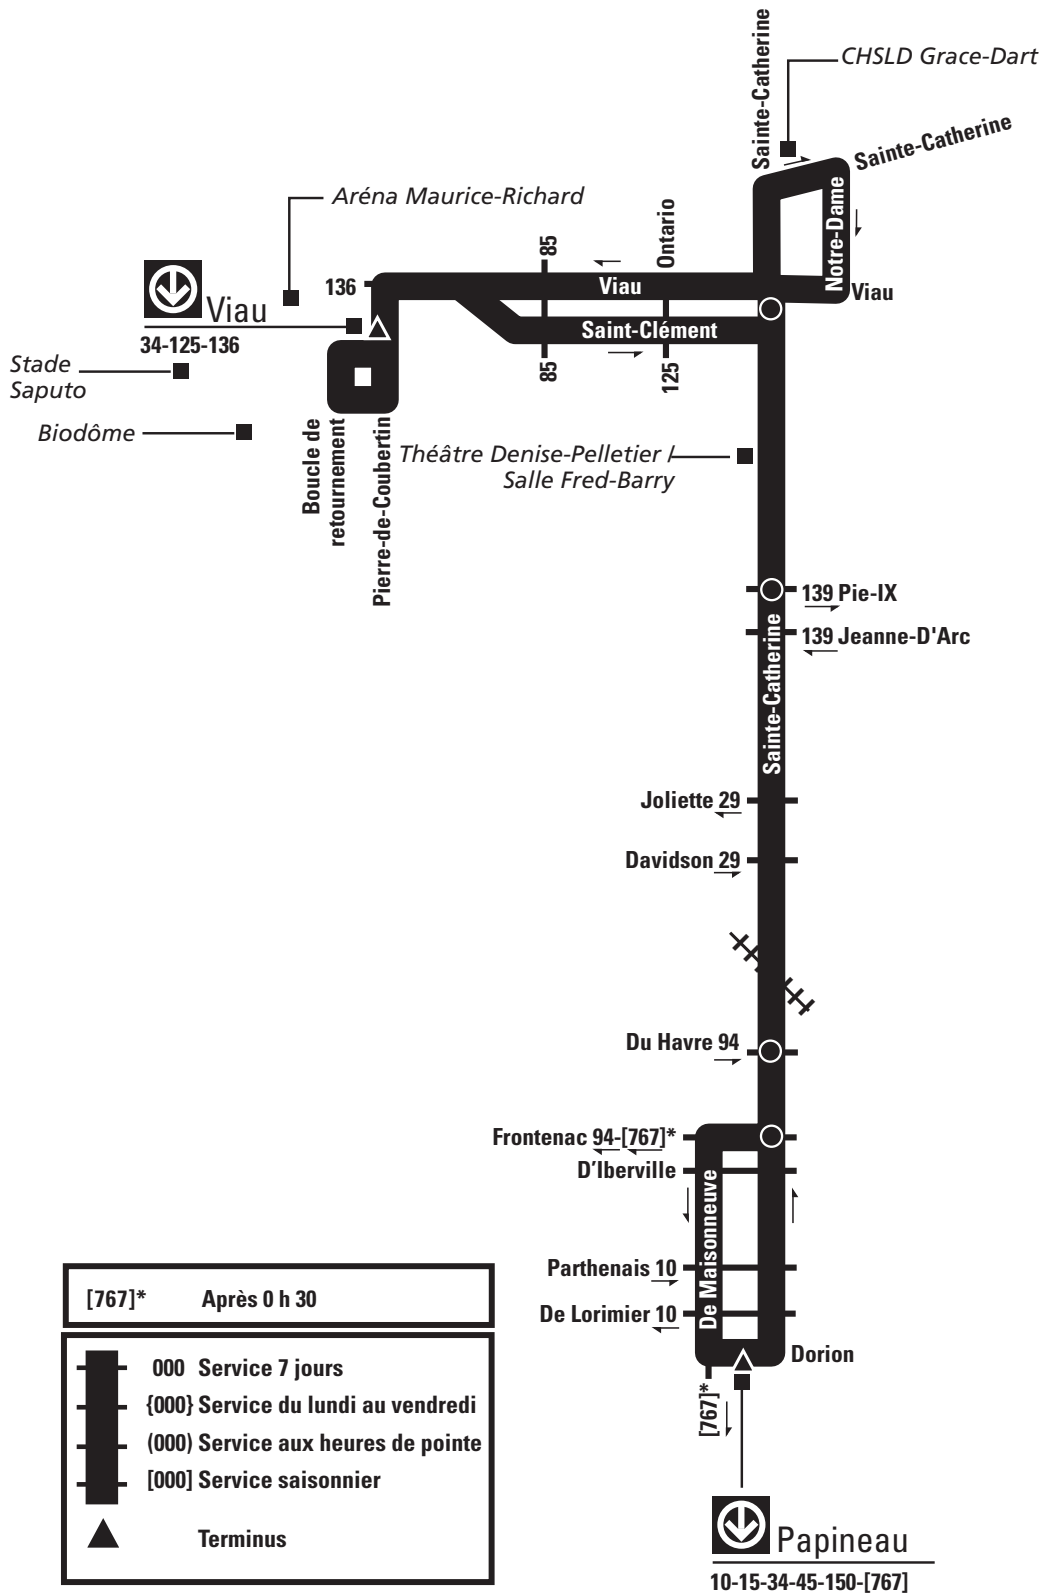 Sainte-Catherine
CHSLD Grace-Dart
Sainte-Catherine
Notre-Dame
Viau
Aréna Maurice-Richard
Ontario
85
136
Viau
Viau
34-125-136
Saint-Clément
85
125
Stade
Saputo
Biodôme
Boucle de
retournement
Pierre-de-Coubertin
Théâtre Denise-Pelletier /
Salle Fred-Barry
139 Pie-IX
139 Jeanne-D'Arc
Sainte-Catherine
Joliette 29
Davidson 29
Du Havre 94
Frontenac 94-[767]*
D'Iberville
De Maisonneuve
Parthenais 10
De Lorimier 10
Dorion
[767]*
Papineau
10-15-34-45-150-[767]
[767]* Après 0 h 30
000 Service 7 jours
{000} Service du lundi au vendredi
(000) Service aux heures de pointe
[000] Service saisonnier
Terminus